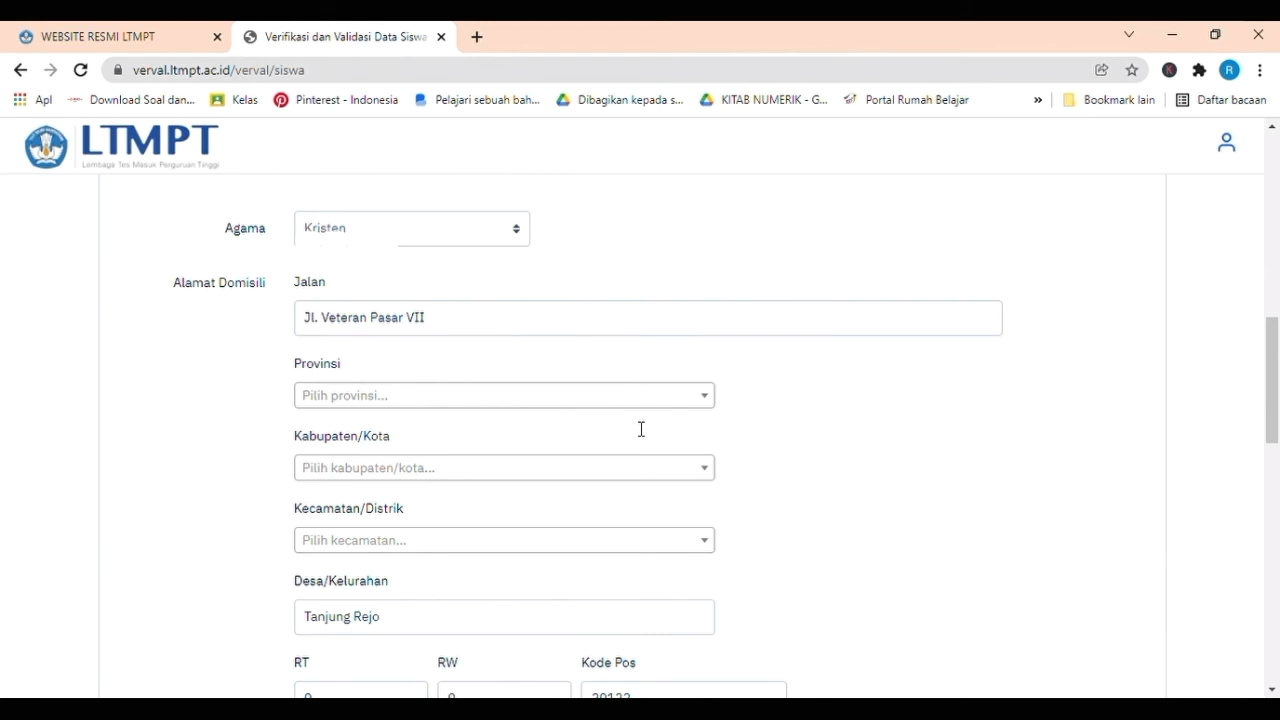 WEBSITE RESMI LTMPT
Verifikasi dan Validasi Data Sisw
verval.ltmpt.ac.id/verval/siswa
R
Apl
Download Soal dan...
Kelas
Pinterest - Indonesia
Pelajari sebuah bah...
Dibagikan kepada s...
KITAB NUMERIK - G...
Portal Rumah Belajar
»
Bookmark lain
Daftar bacaan
LTMPT
Lembaga Tes Masuk Perguruan Tinggi
Agama
Kristen
Alamat Domisili
Jalan
Jl. Veteran Pasar VII
Provinsi
Pilih provinsi...
Kabupaten/Kota
Pilih kabupaten/kota...
Kecamatan/Distrik
Pilih kecamatan...
Desa/Kelurahan
Tanjung Rejo
RT
RW
Kode Pos
0
0